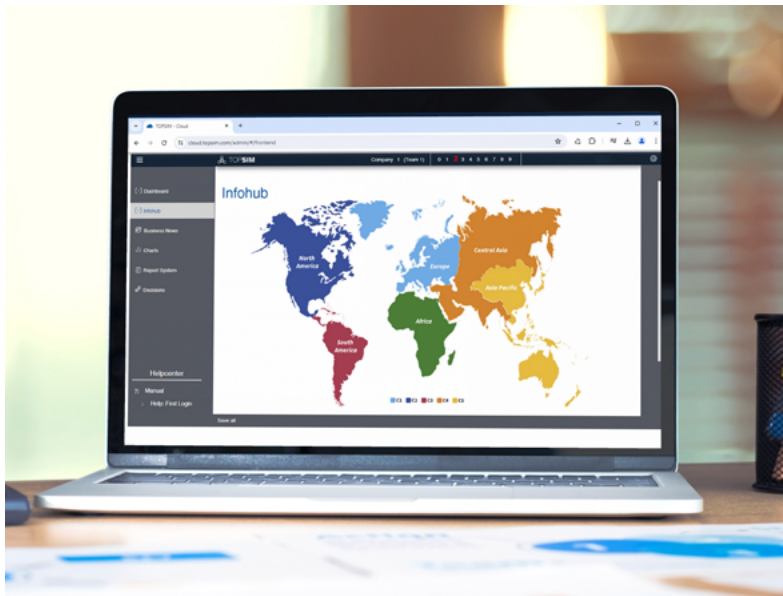 TOPSIM - Cloud
cloud.topsim.com/admin/#/frontend
TOPSIM
Company 1 (Team 1)
0 1 2 3 4 5 6 7 8 9
Dashboard
Infohub
Business News
Charts
Report System
Decisions
Helpcenter
Manual
Help: First Login
Infohub
North
America
Europe
Central Asia
Asia Pacific
Africa
South
America
C1 C2 C3 C4 C5
Save all